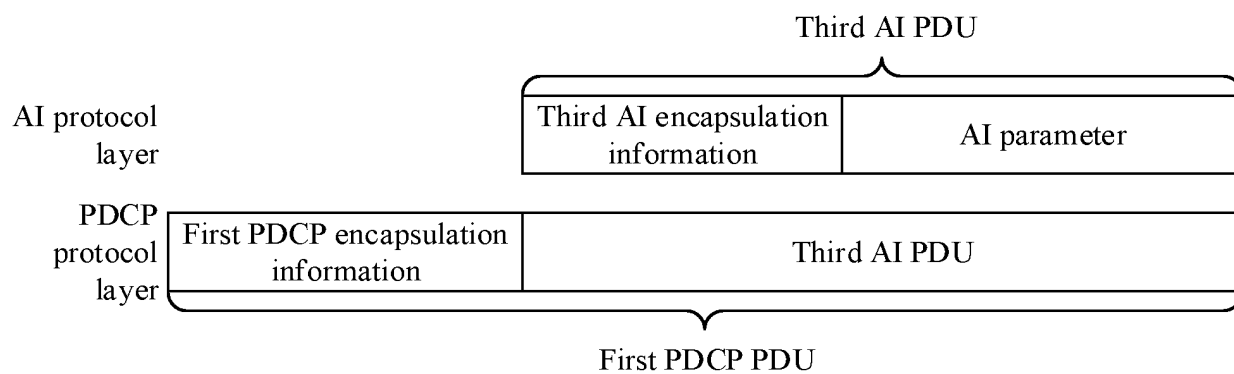 Third AI PDU
AI protocol
layer
Third AI encapsulation
information
AI parameter
PDCP
protocol
layer
First PDCP encapsulation
information
Third AI PDU
First PDCP PDU